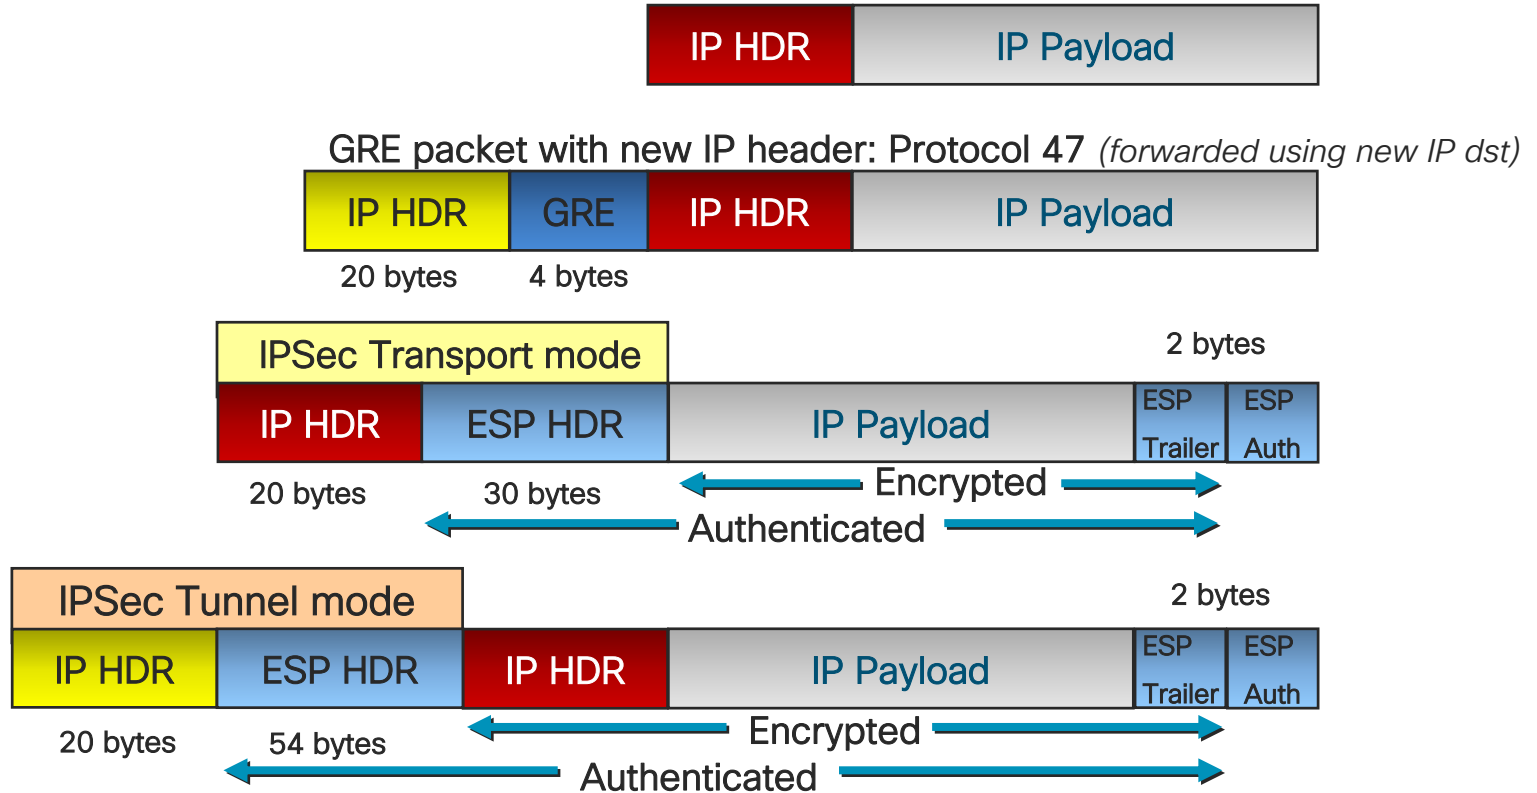 IP HDR IP Payload
GRE packet with new IP header: Protocol 47 (forwarded using new IP dst)
IP HDR GRE IP HDR IP Payload
20 bytes 4 bytes
IPSec Transport mode 2 bytes
IP HDR ESP HDR IP Payload ESP Trailer ESP Auth
20 bytes 30 bytes Encrypted
Authenticated
IPSec Tunnel mode 2 bytes
IP HDR ESP HDR IP HDR IP Payload ESP Trailer ESP Auth
20 bytes 54 bytes Encrypted
Authenticated